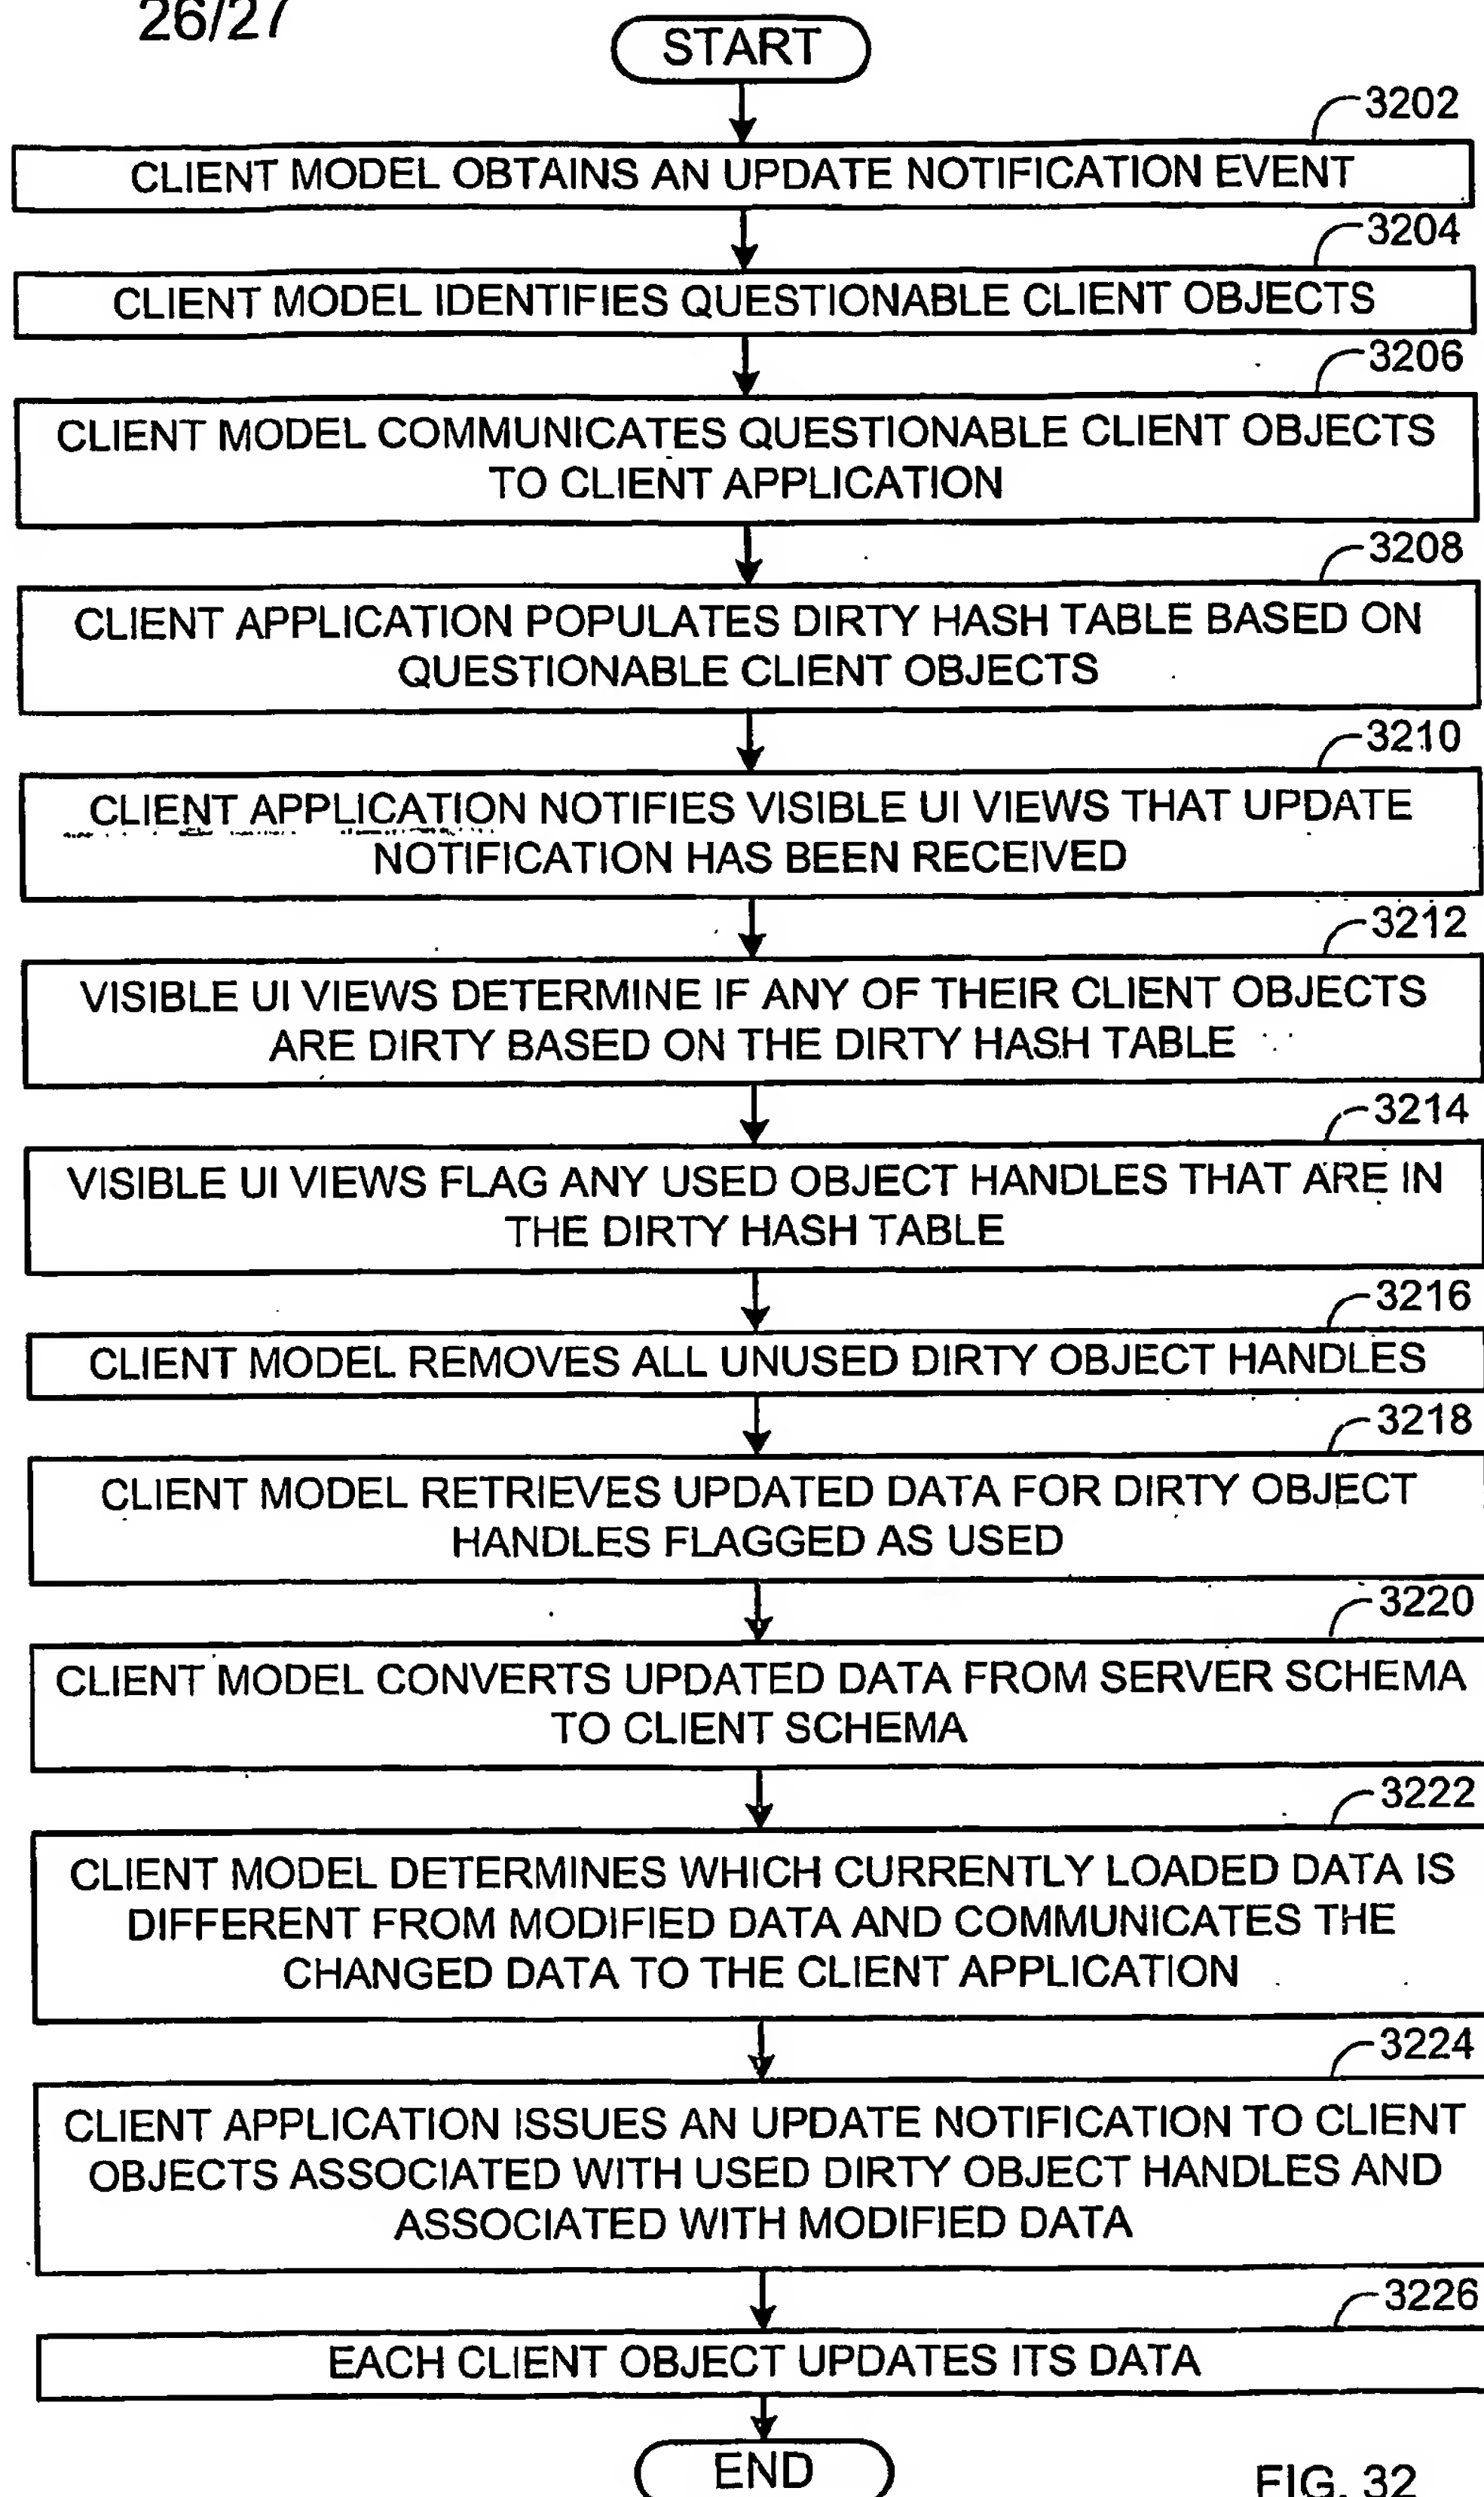 26/27
START
3202
CLIENT MODEL OBTAINS AN UPDATE NOTIFICATION EVENT
3204
CLIENT MODEL IDENTIFIES QUESTIONABLE CLIENT OBJECTS
3206
CLIENT MODEL COMMUNICATES QUESTIONABLE CLIENT OBJECTS
TO CLIENT APPLICATION
3208
CLIENT APPLICATION POPULATES DIRTY HASH TABLE BASED ON
QUESTIONABLE CLIENT OBJECTS
3210
CLIENT APPLICATION NOTIFIES VISIBLE UI VIEWS THAT UPDATE
NOTIFICATION HAS BEEN RECEIVED
3212
VISIBLE UI VIEWS DETERMINE IF ANY OF THEIR CLIENT OBJECTS
ARE DIRTY BASED ON THE DIRTY HASH TABLE
3214
VISIBLE UI VIEWS FLAG ANY USED OBJECT HANDLES THAT ARE IN
THE DIRTY HASH TABLE
3216
CLIENT MODEL REMOVES ALL UNUSED DIRTY OBJECT HANDLES
3218
CLIENT MODEL RETRIEVES UPDATED DATA FOR DIRTY OBJECT
HANDLES FLAGGED AS USED
3220
CLIENT MODEL CONVERTS UPDATED DATA FROM SERVER SCHEMA
TO CLIENT SCHEMA
3222
CLIENT MODEL DETERMINES WHICH CURRENTLY LOADED DATA IS
DIFFERENT FROM MODIFIED DATA AND COMMUNICATES THE
CHANGED DATA TO THE CLIENT APPLICATION
3224
CLIENT APPLICATION ISSUES AN UPDATE NOTIFICATION TO CLIENT
OBJECTS ASSOCIATED WITH USED DIRTY OBJECT HANDLES AND
ASSOCIATED WITH MODIFIED DATA
3226
EACH CLIENT OBJECT UPDATES ITS DATA
END
FIG. 32